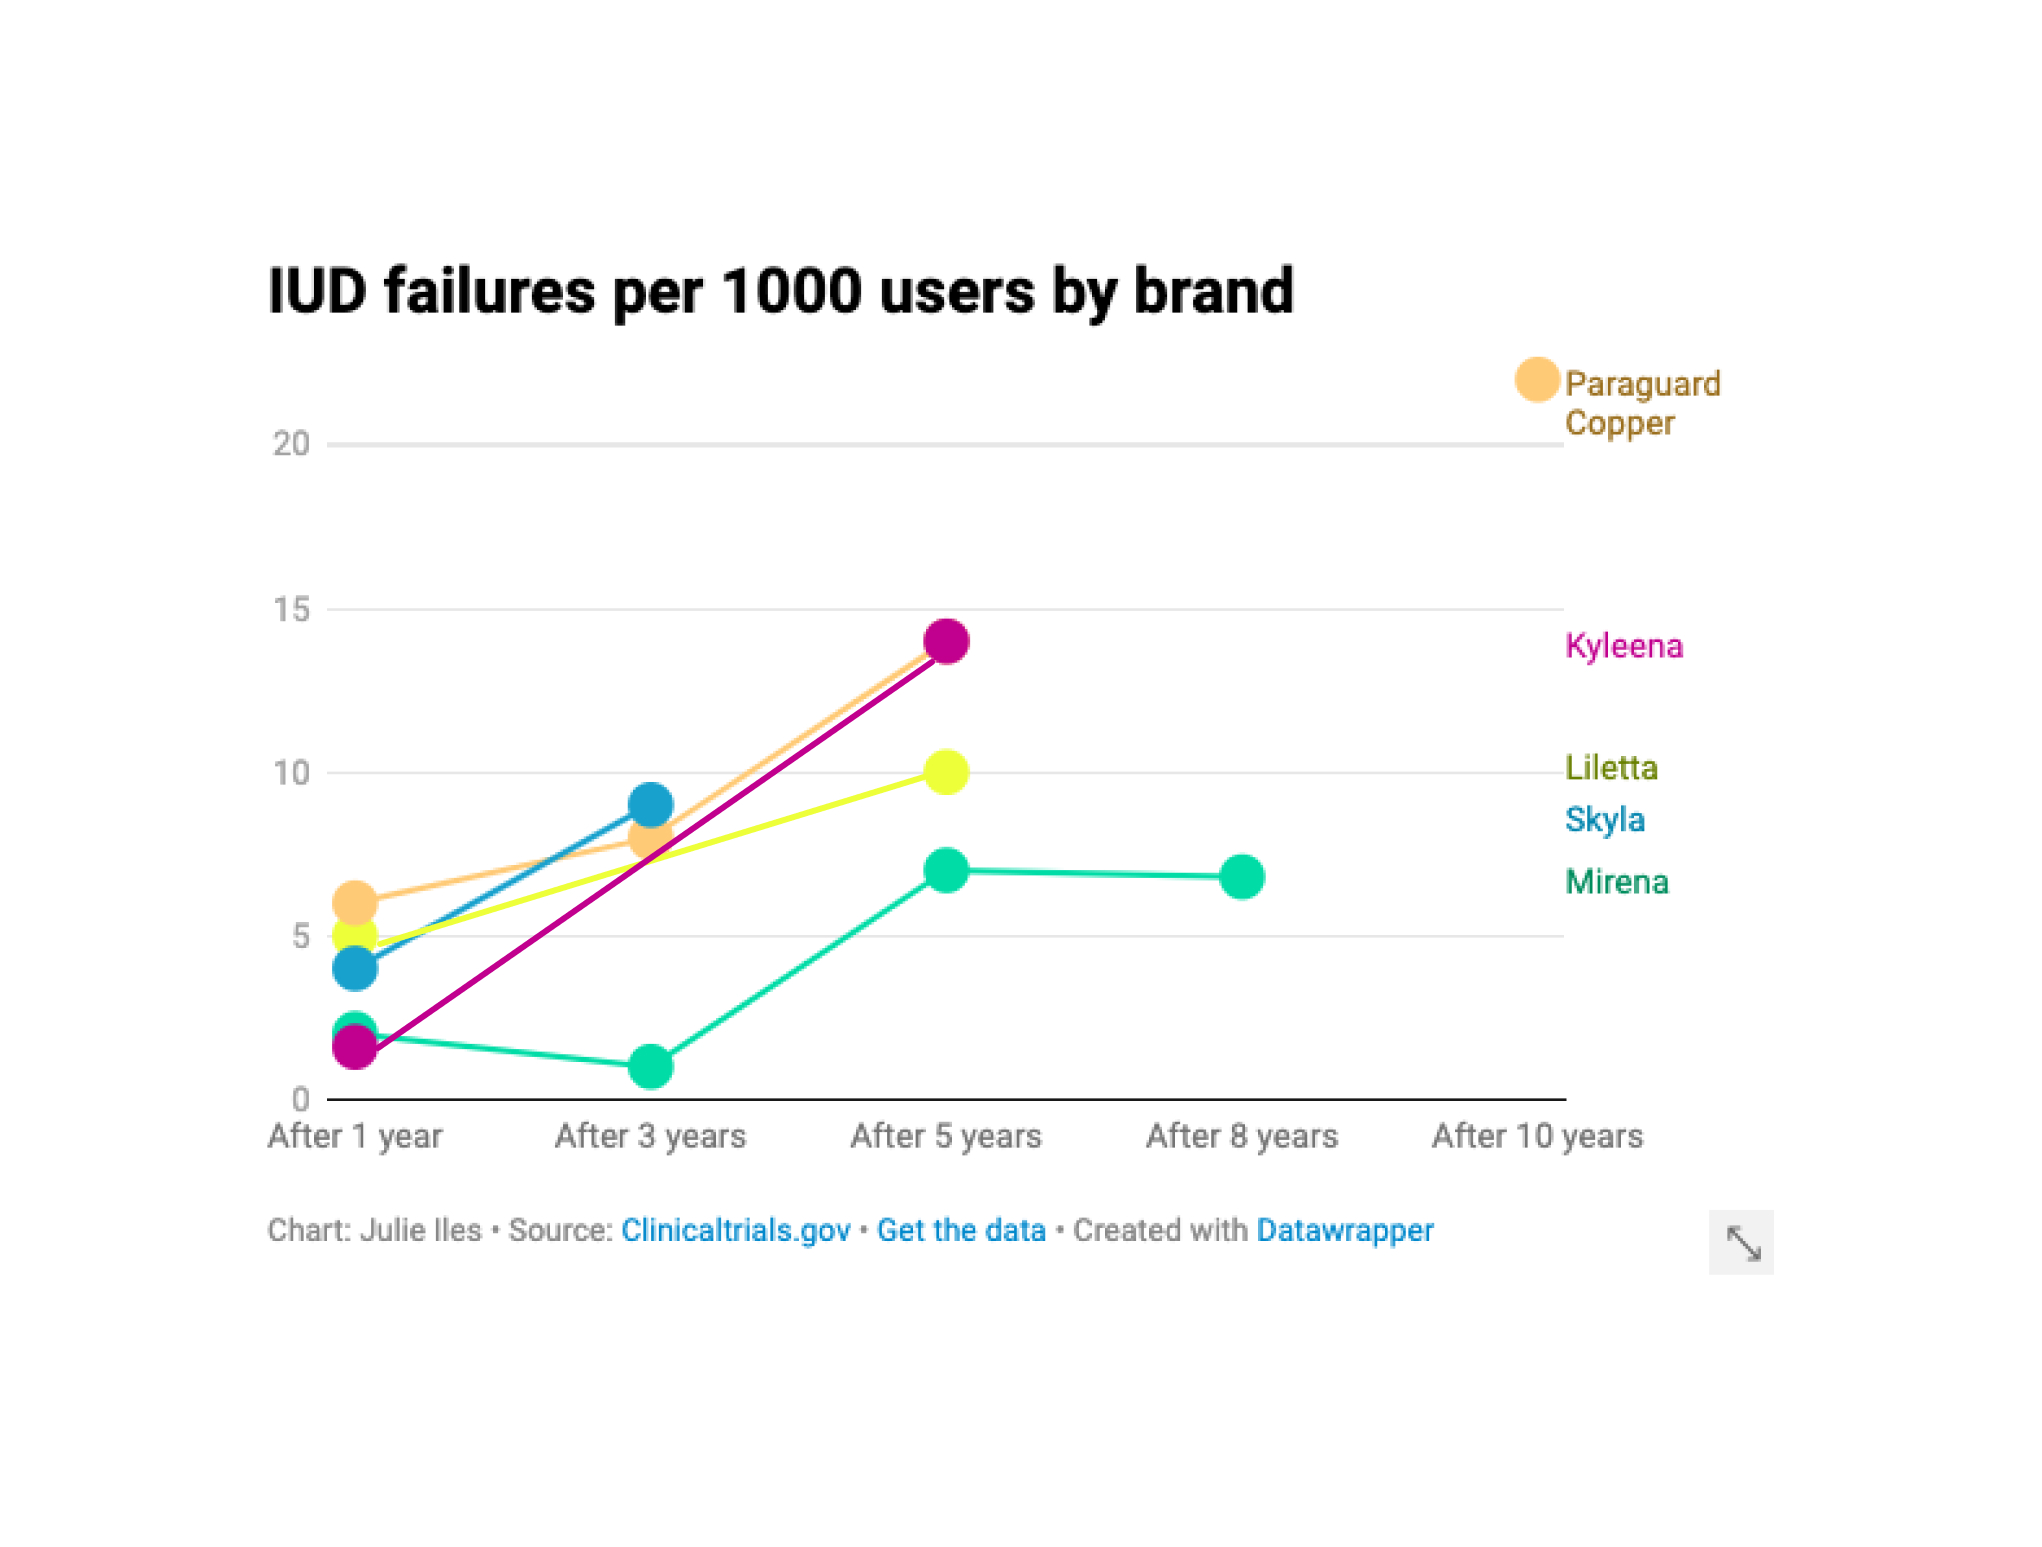 IUD failures per 1000 users by brand
Paraguard
Copper
20
15
Kyleena
10
Liletta
Skyla
Mirena
5
0
After 1 year After 3 years After 5 years After 8 years After 10 years
Chart: Julie Iles • Source: Clinicaltrials.gov • Get the data • Created with Datawrapper